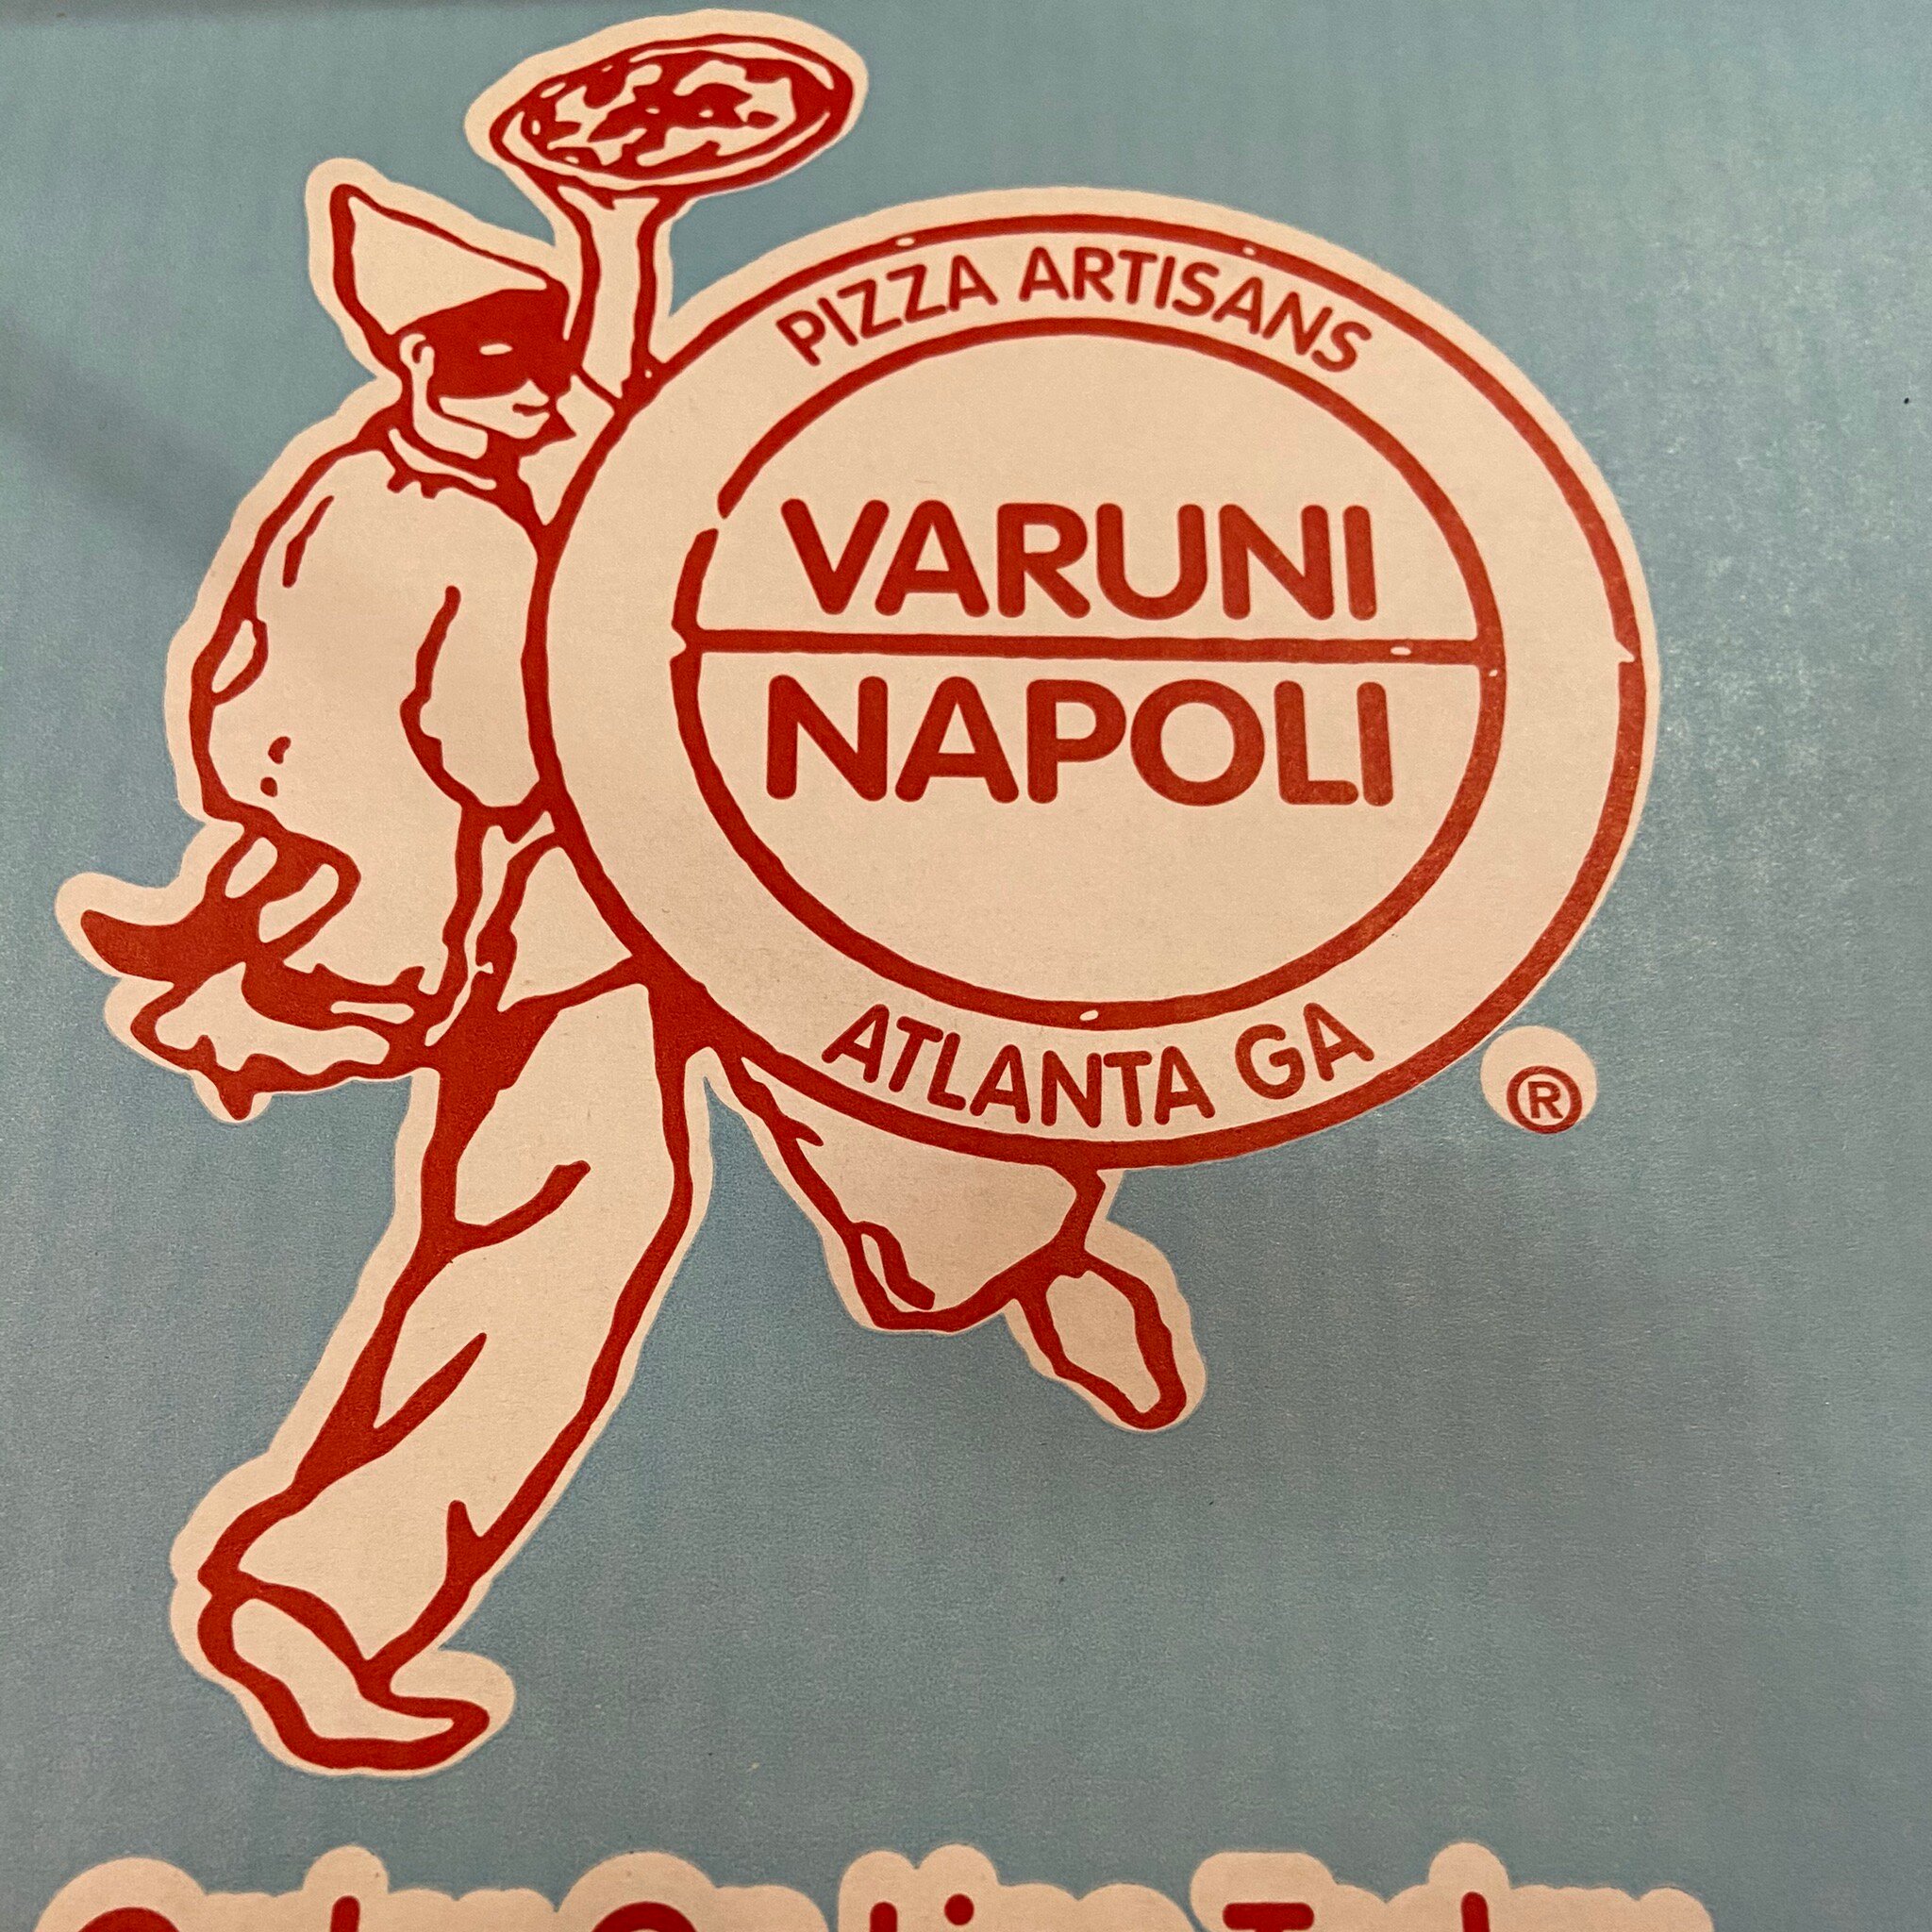 PIZZA ARTISANS
VARUNI
NAPOLI
ATLANTA GA
®